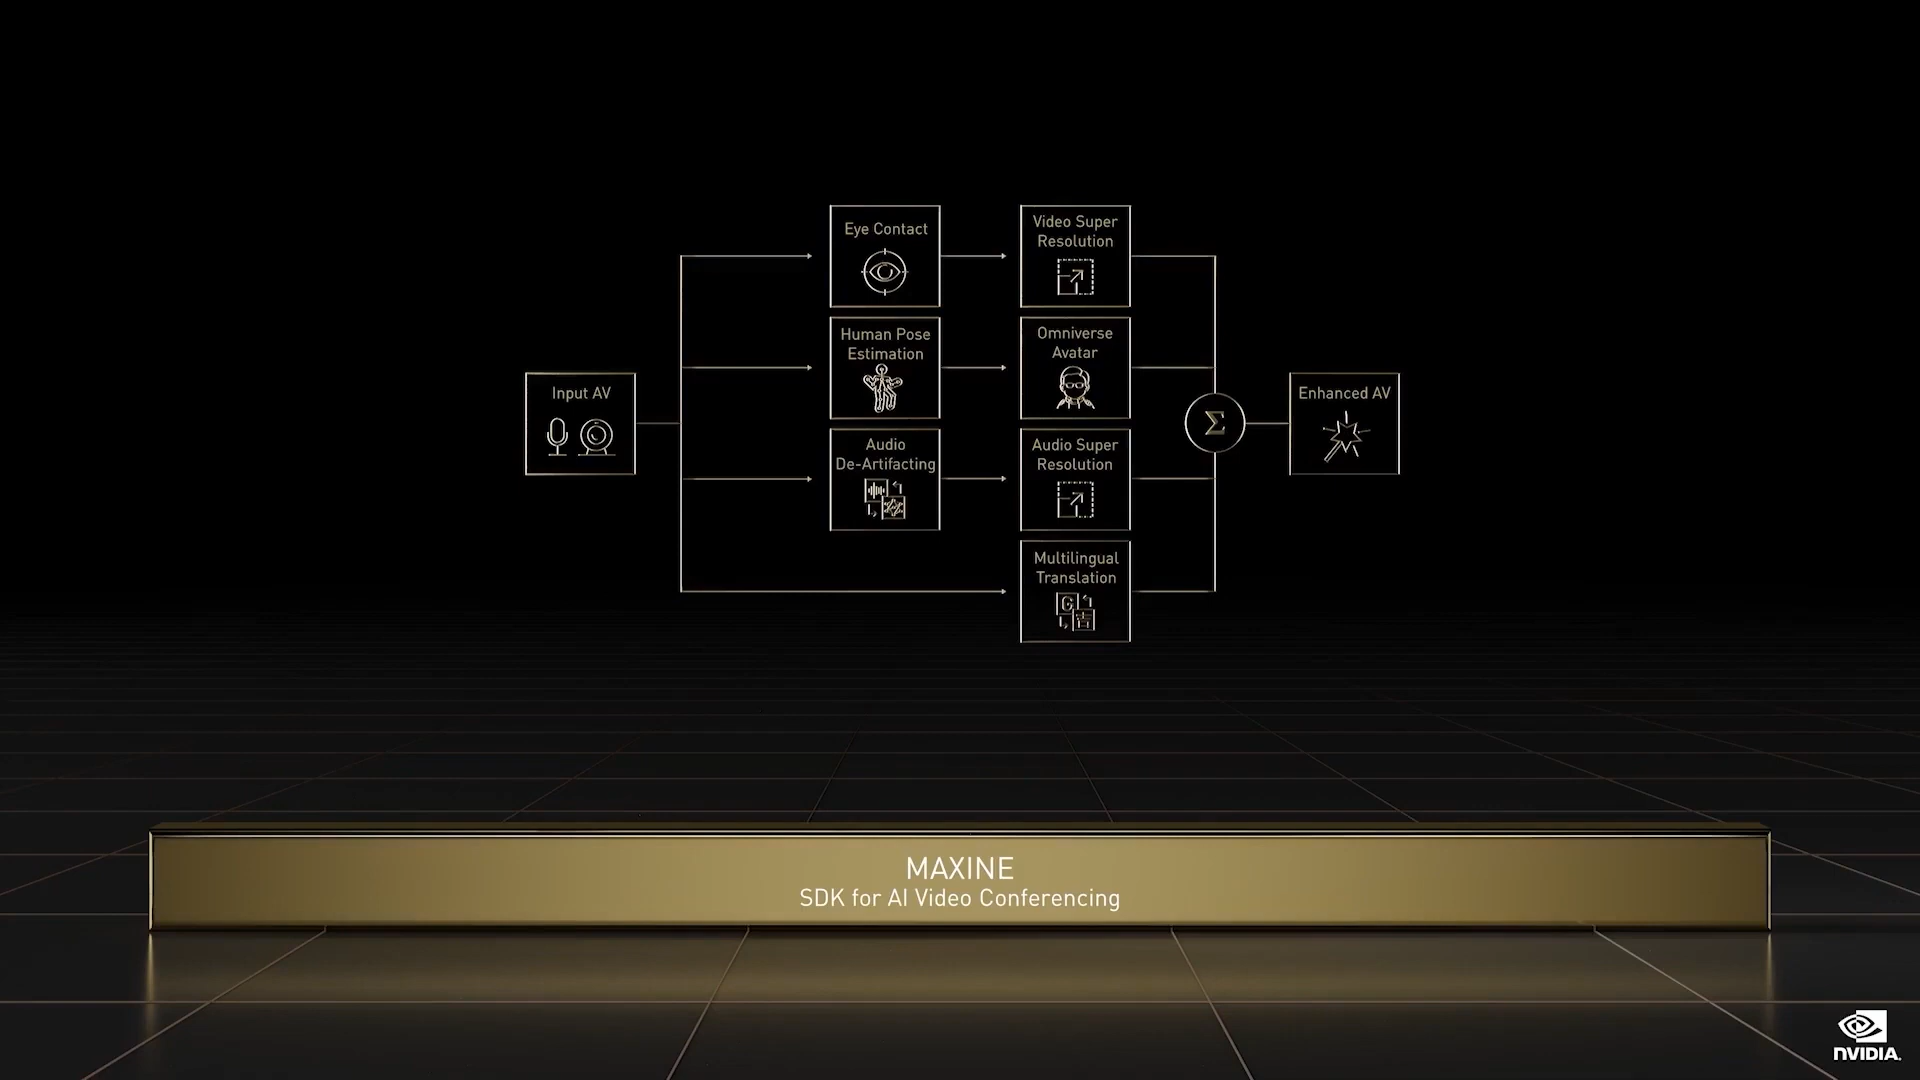 Input AV
Eye Contact
Human Pose
Estimation
Audio
De-Artifacting
Video Super
Resolution
Omniverse
Avatar
Audio Super
Resolution
Multilingual
Translation
G
吉
Σ
Enhanced AV
MAXINE
SDK for AI Video Conferencing
NVIDIA.